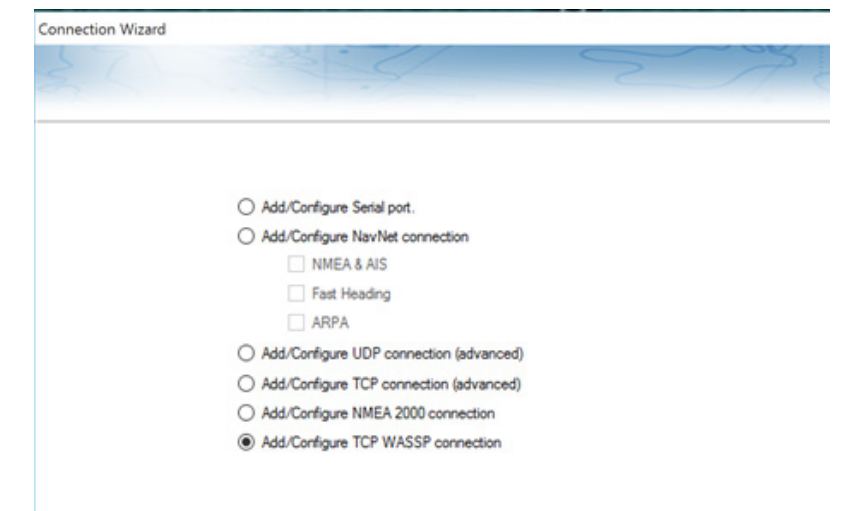 Connection Wizard
Add/Configure Serial port.
Add/Configure NavNet connection
NMEA & AIS
Fast Heading
ARPA
Add/Configure UDP connection (advanced)
Add/Configure TCP connection (advanced)
Add/Configure NMEA 2000 connection
Add/Configure TCP WASSP connection